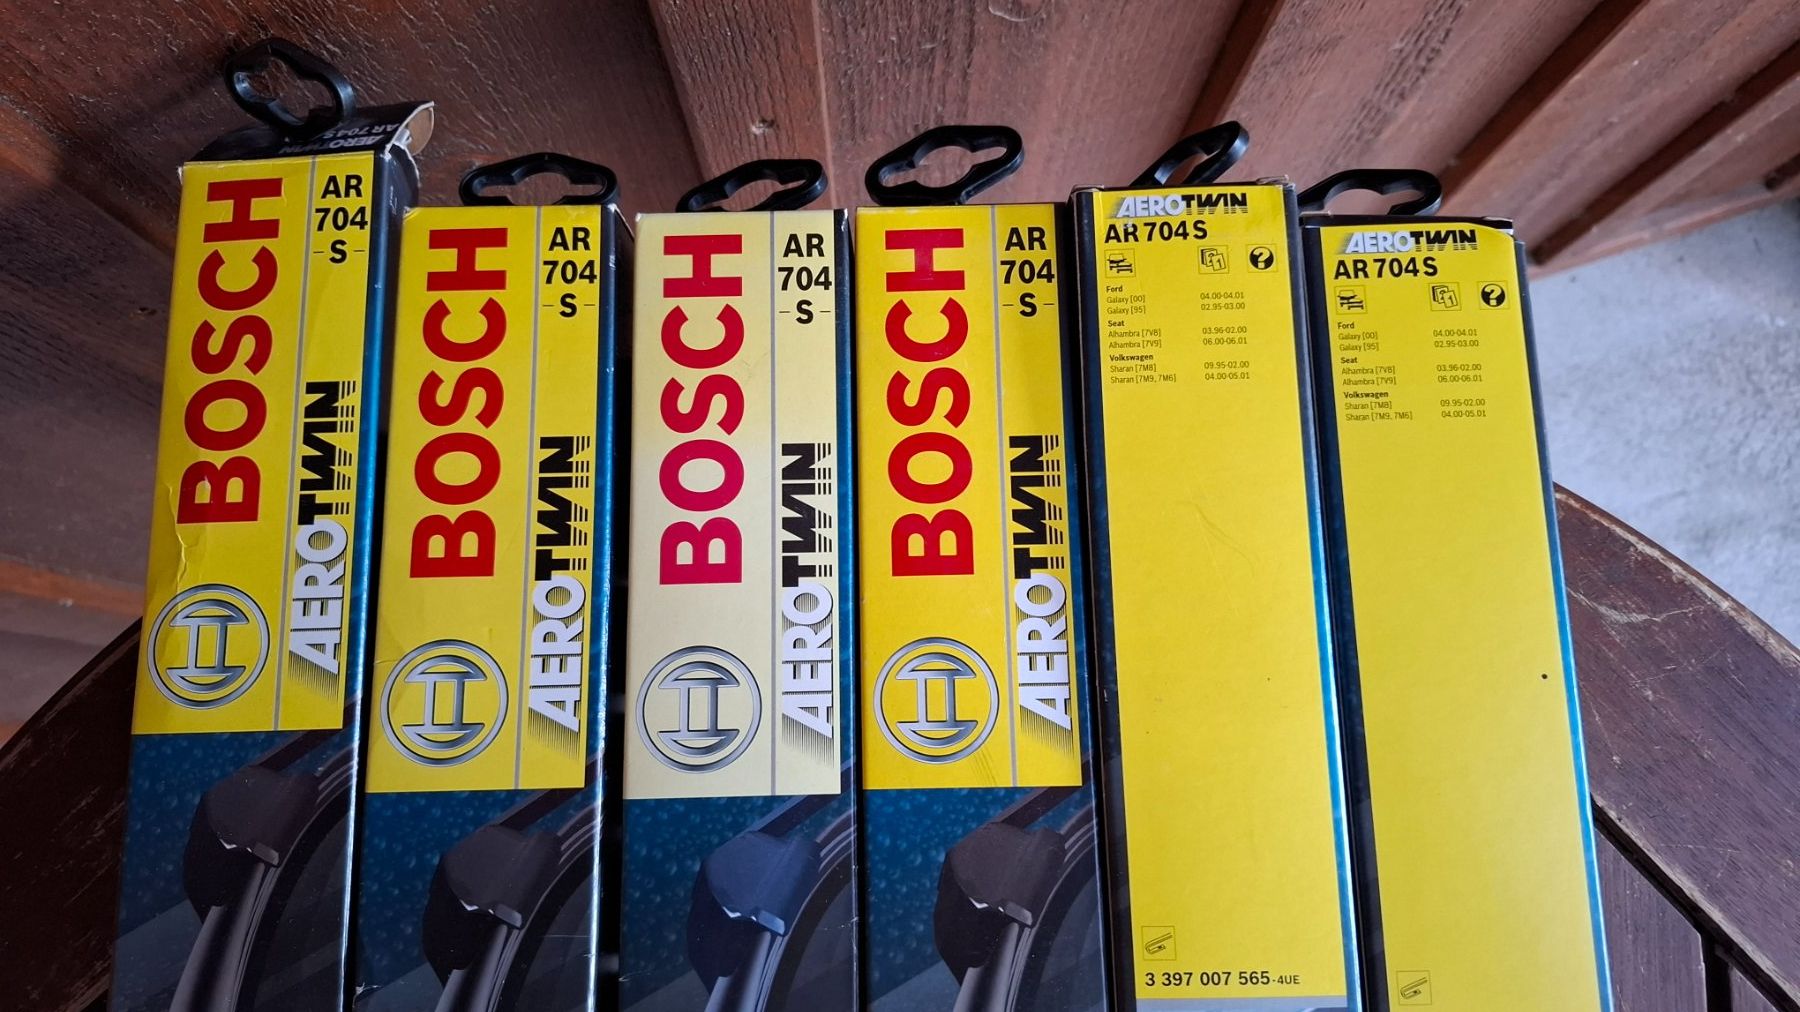 AEROTWIN
AR 704 S
BOSCH
AR
704
-S-
AEROTWIN
BOSCH
AR
704
-S-
AEROTWIN
BOSCH
AR
704
-S-
AEROTWIN
BOSCH
AR
704
-S-
AEROTWIN
AEROTWIN
AR 704 S
Ford
Galaxy [00] 04.00-04.01
Galaxy [95] 02.95-03.00
Seat
Alhambra [7V8] 03.96-02.00
Alhambra [7V9] 06.00-06.01
Volkswagen
Sharan [7M8] 09.95-02.00
Sharan [7M9, 7M6] 04.00-05.01
3 397 007 565-4UE
AEROTWIN
AR 704 S
Ford
Galaxy [00] 04.00-04.01
Galaxy [95] 02.95-03.00
Seat
Alhambra [7V8] 03.96-02.00
Alhambra [7V9] 06.00-06.01
Volkswagen
Sharan [7M8] 09.95-02.00
Sharan [7M9, 7M6] 04.00-05.01